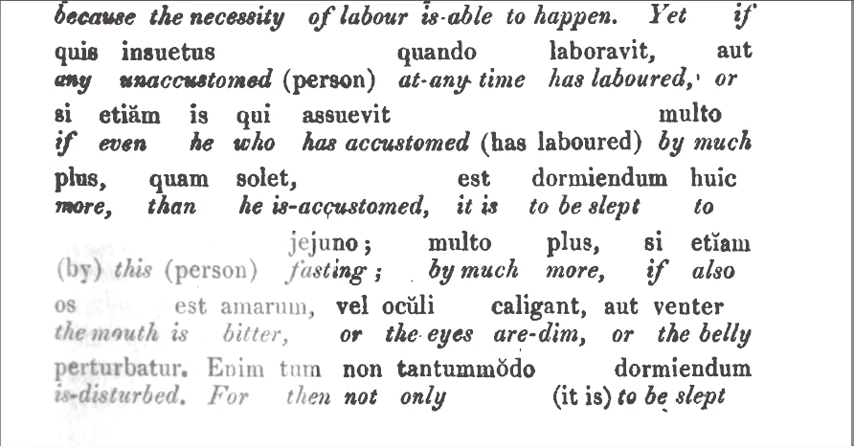 because the necessity of labour is-able to happen. Yet if
quis insuetus quando laboravit, aut
any unaccustomed (person) at-any-time has laboured, or
si etiăm is qui assuevit multo
if even he who has accustomed (has laboured) by much
plus, quam solet, est dormiendum huic
more, than he is-accustomed, it is to be slept to
jejuno; multo plus, si etĭam
(by) this (person) fasting; by much more, if also
os est amarum, vel ocŭli caligant, aut venter
the mouth is bitter, or the eyes are-dim, or the belly
perturbatur. Enim tum non tantummŏdo dormiendum
is-disturbed. For then not only (it is) to be slept